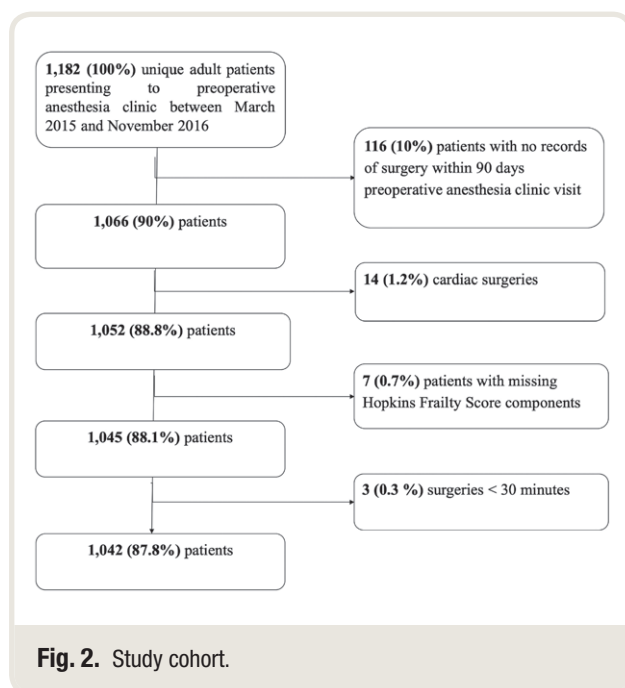 1,182 (100%) unique adult patients
presenting to preoperative
anesthesia clinic between March
2015 and November 2016
116 (10%) patients with no records
of surgery within 90 days
preoperative anesthesia clinic visit
1,066 (90%) patients
14 (1.2%) cardiac surgeries
1,052 (88.8%) patients
7 (0.7%) patients with missing
Hopkins Frailty Score components
1,045 (88.1%) patients
3 (0.3 %) surgeries < 30 minutes
1,042 (87.8%) patients
Fig. 2. Study cohort.